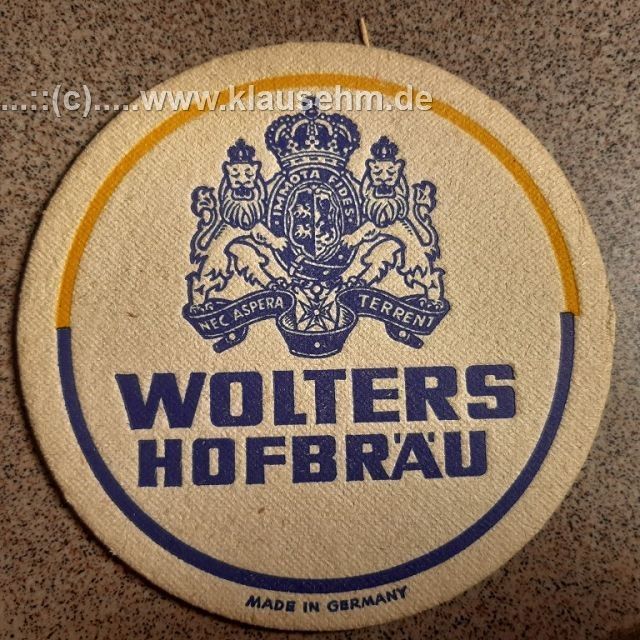 ...::(c).....www.klausehm.de
IMMOTA FIDES
NEC ASPERA TERRENT
WOLTERS
HOFBRÄU
MADE IN GERMANY